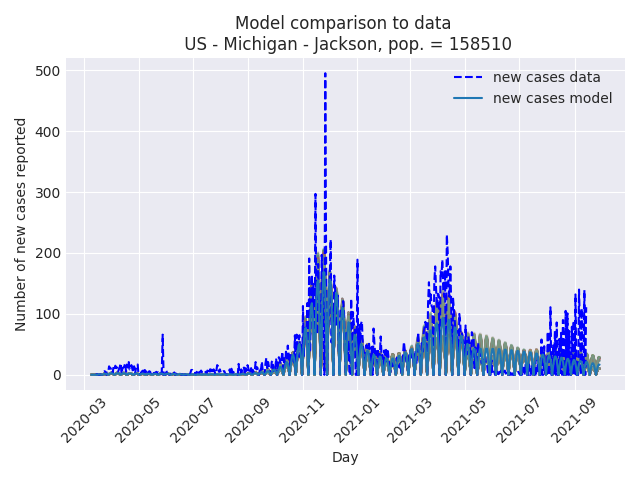 Model comparison to data
US - Michigan - Jackson, pop. = 158510
new cases data
new cases model
Number of new cases reported
500
400
300
200
100
0
2020-03
2020-05
2020-07
2020-09
2020-11
2021-01
2021-03
2021-05
2021-07
2021-09
Day